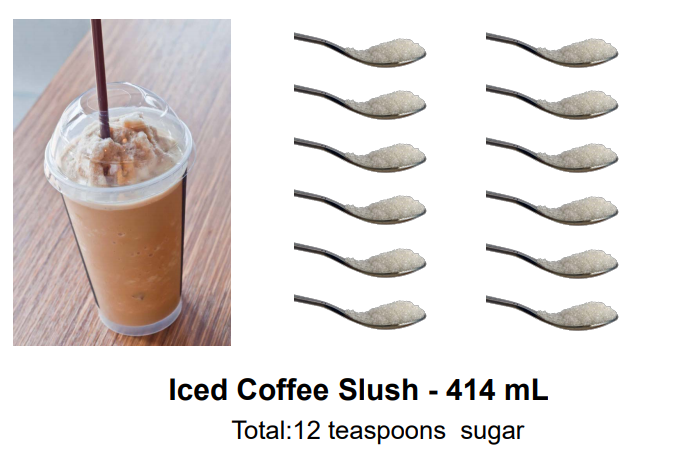 Iced Coffee Slush - 414 mL
Total:12 teaspoons  sugar